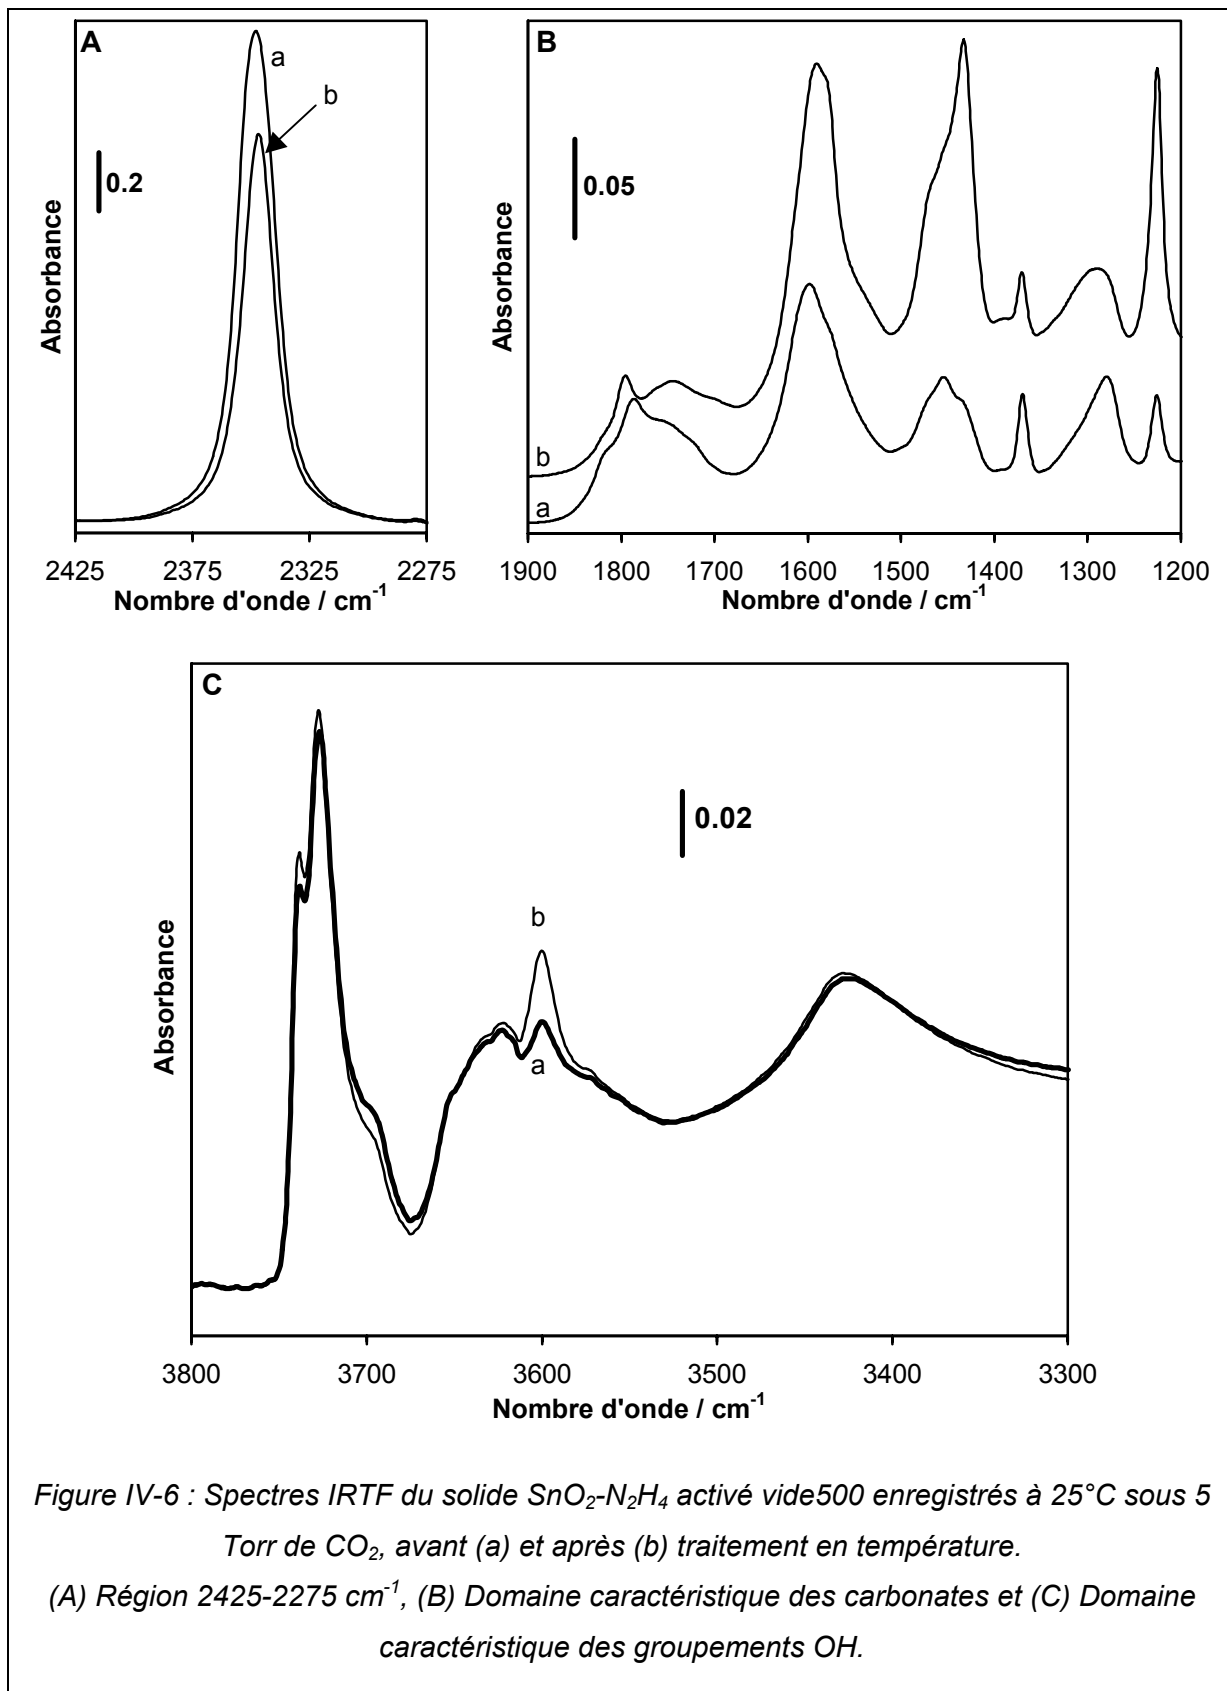 A
a
b
0.2
Absorbance
2425 2375 2325 2275
Nombre d'onde / cm-1
B
0.05
Absorbance
b
a
1900 1800 1700 1600 1500 1400 1300 1200
Nombre d'onde / cm-1
C
0.02
b
a
Absorbance
3800 3700 3600 3500 3400 3300
Nombre d'onde / cm-1
Figure IV-6 : Spectres IRTF du solide SnO2-N2H4 activé vide500 enregistrés à 25°C sous 5
Torr de CO2, avant (a) et après (b) traitement en température.
(A) Région 2425-2275 cm-1, (B) Domaine caractéristique des carbonates et (C) Domaine
caractéristique des groupements OH.